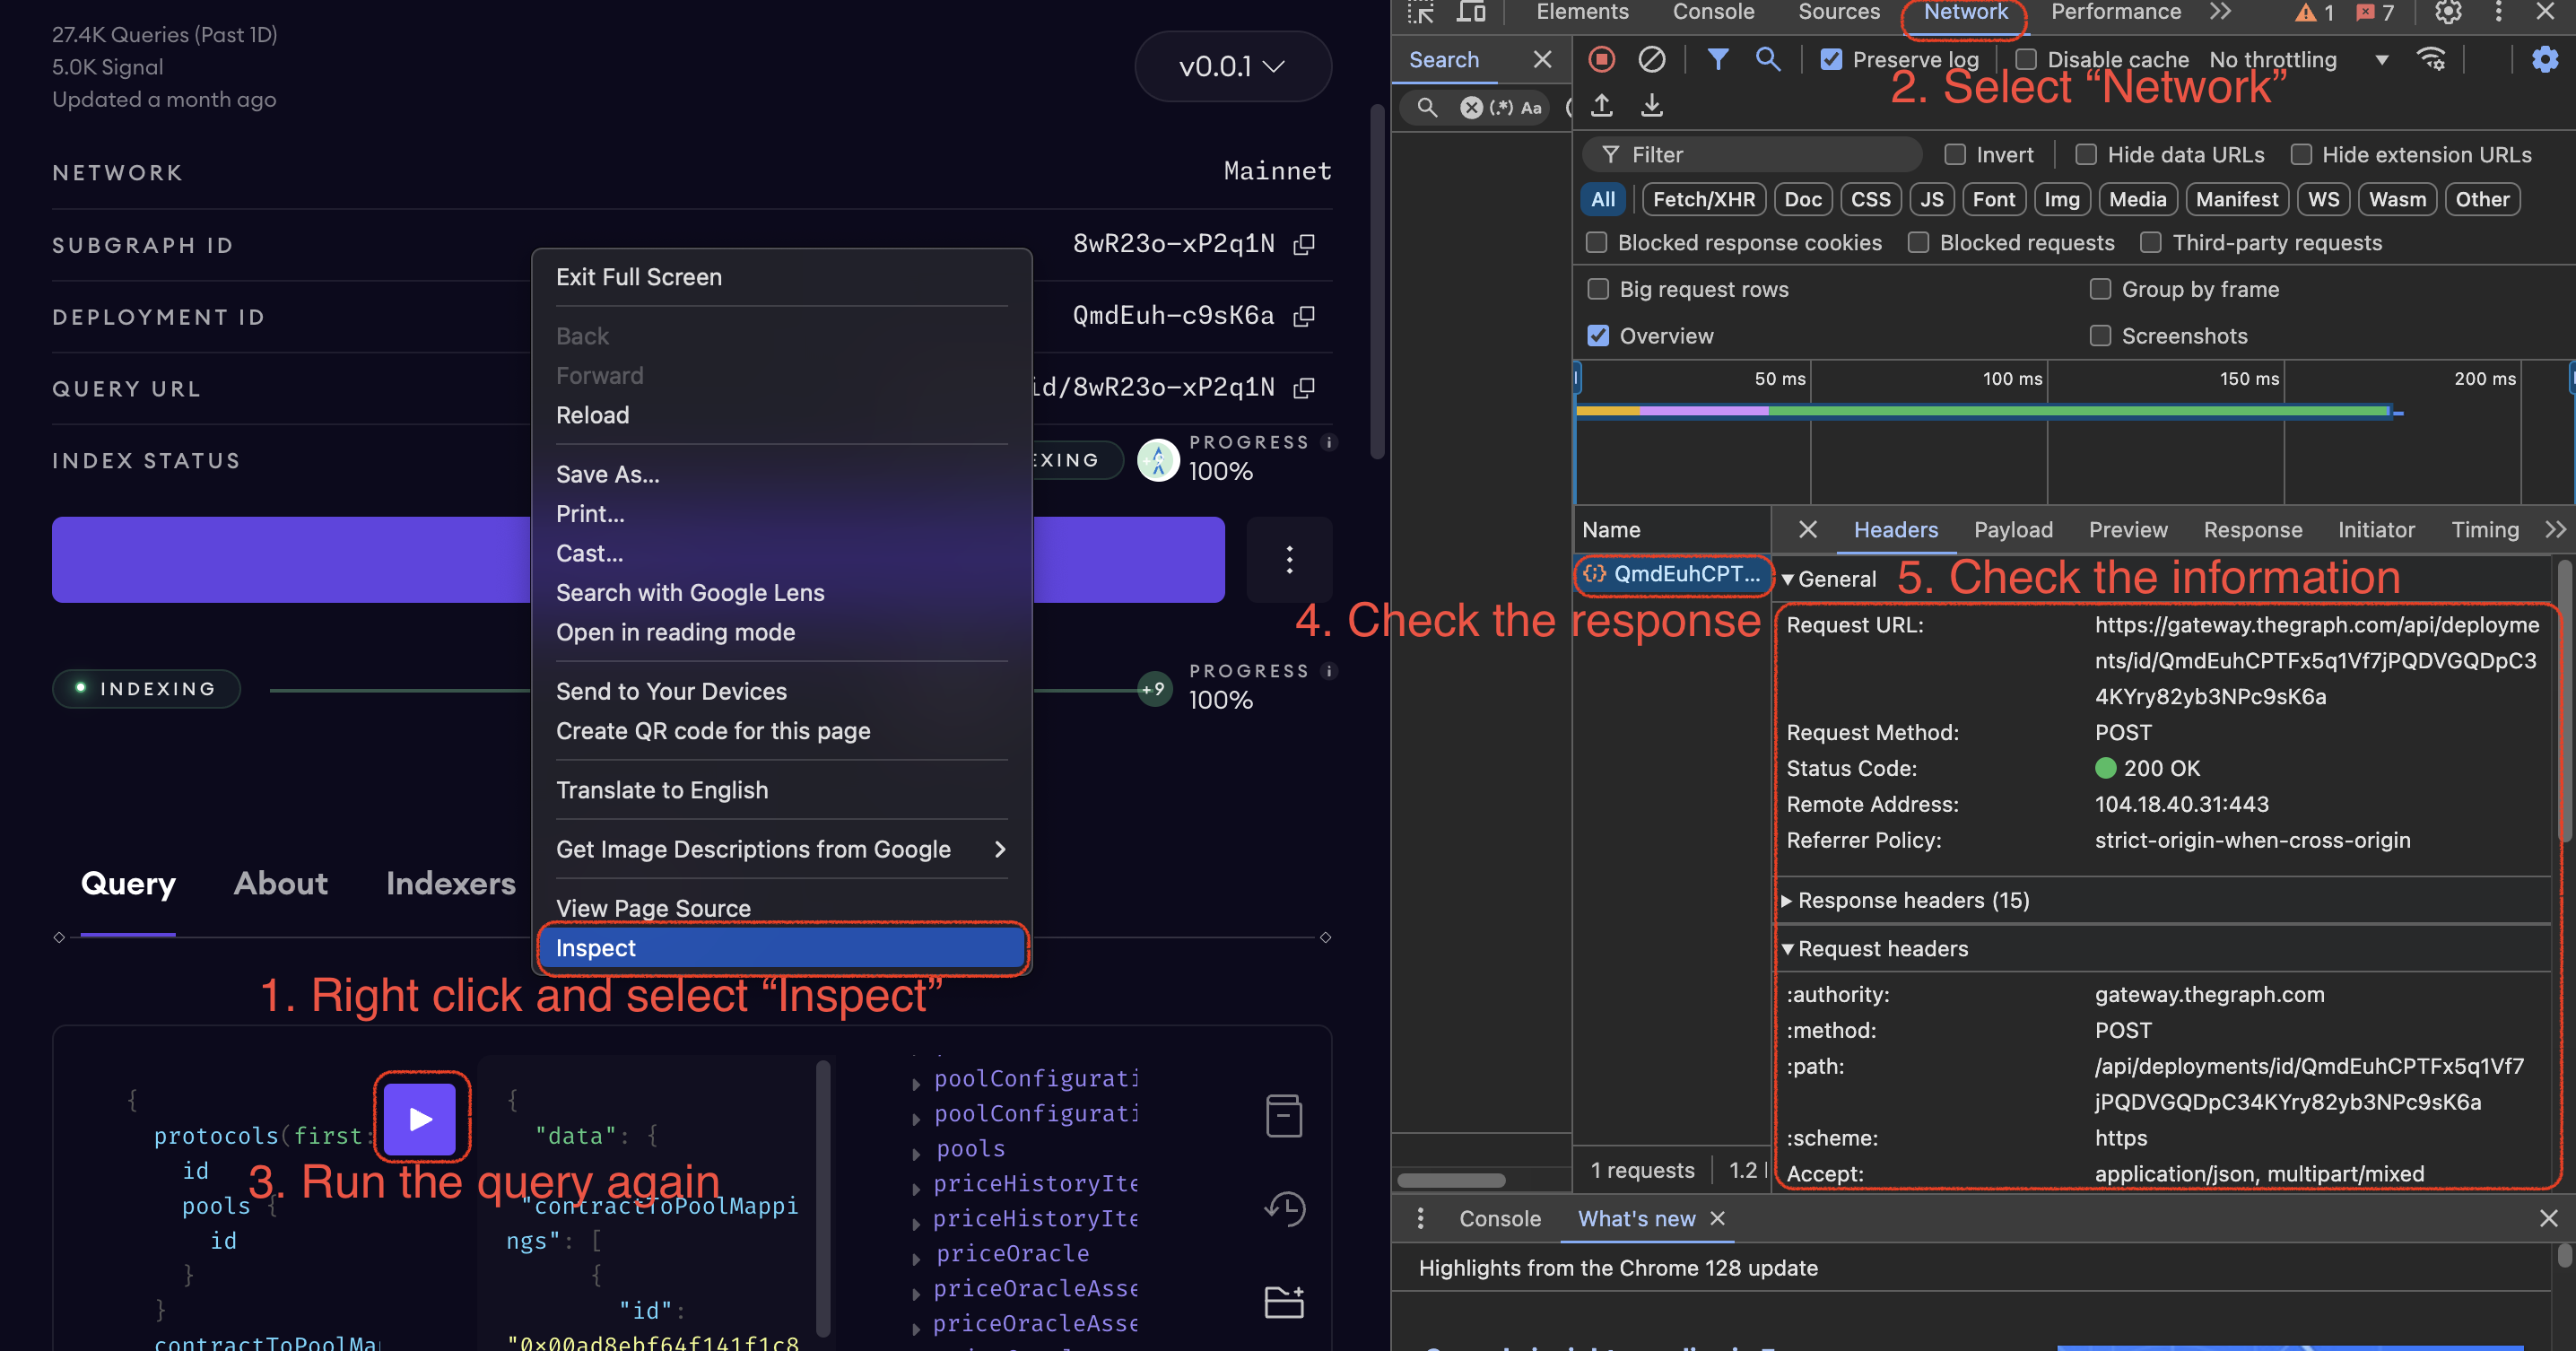 27.4K Queries (Past 1D)
5.0K Signal
Updated a month ago
v0.0.1
NETWORK
Mainnet
SUBGRAPH ID
8wR23o-xP2q1N
DEPLOYMENT ID
QmdEuh-c9sK6a
QUERY URL
id/8wR23o-xP2q1N
INDEX STATUS
EXING
PROGRESS
100%
INDEXING
+9
PROGRESS
100%
Query
About
Indexers
Exit Full Screen
Back
Forward
Reload
Save As...
Print...
Cast...
Search with Google Lens
Open in reading mode
Send to Your Devices
Create QR code for this page
Translate to English
Get Image Descriptions from Google
View Page Source
Inspect
1. Right click and select “Inspect”
{
protocols(first:
id
pools {
id
}
}
contractToPoolMa
3. Run the query again
{
"data": {
"contractToPoolMappi
ngs": [
{
"id":
"0x00ad8ebf64f141f1c8
poolConfigurati
poolConfigurati
pools
priceHistoryIte
priceHistoryIte
priceOracle
priceOracleAsse
priceOracleAsse
Elements
Console
Sources
Network
Performance
1
7
Search
Preserve log
Disable cache
No throttling
2. Select “Network”
(.*) Aa
Filter
Invert
Hide data URLs
Hide extension URLs
All
Fetch/XHR
Doc
CSS
JS
Font
Img
Media
Manifest
WS
Wasm
Other
Blocked response cookies
Blocked requests
Third-party requests
Big request rows
Group by frame
Overview
Screenshots
50 ms
100 ms
150 ms
200 ms
Name
Headers
Payload
Preview
Response
Initiator
Timing
QmdEuhCPT...
4. Check the response
General
5. Check the information
Request URL:
https://gateway.thegraph.com/api/deployme
nts/id/QmdEuhCPTFx5q1Vf7jPQDVGQDpC3
4KYry82yb3NPc9sK6a
Request Method:
POST
Status Code:
200 OK
Remote Address:
104.18.40.31:443
Referrer Policy:
strict-origin-when-cross-origin
Response headers (15)
Request headers
:authority:
gateway.thegraph.com
:method:
POST
:path:
/api/deployments/id/QmdEuhCPTFx5q1Vf7
jPQDVGQDpC34KYry82yb3NPc9sK6a
:scheme:
https
Accept:
application/json, multipart/mixed
1 requests
1.2
Console
What's new
Highlights from the Chrome 128 update